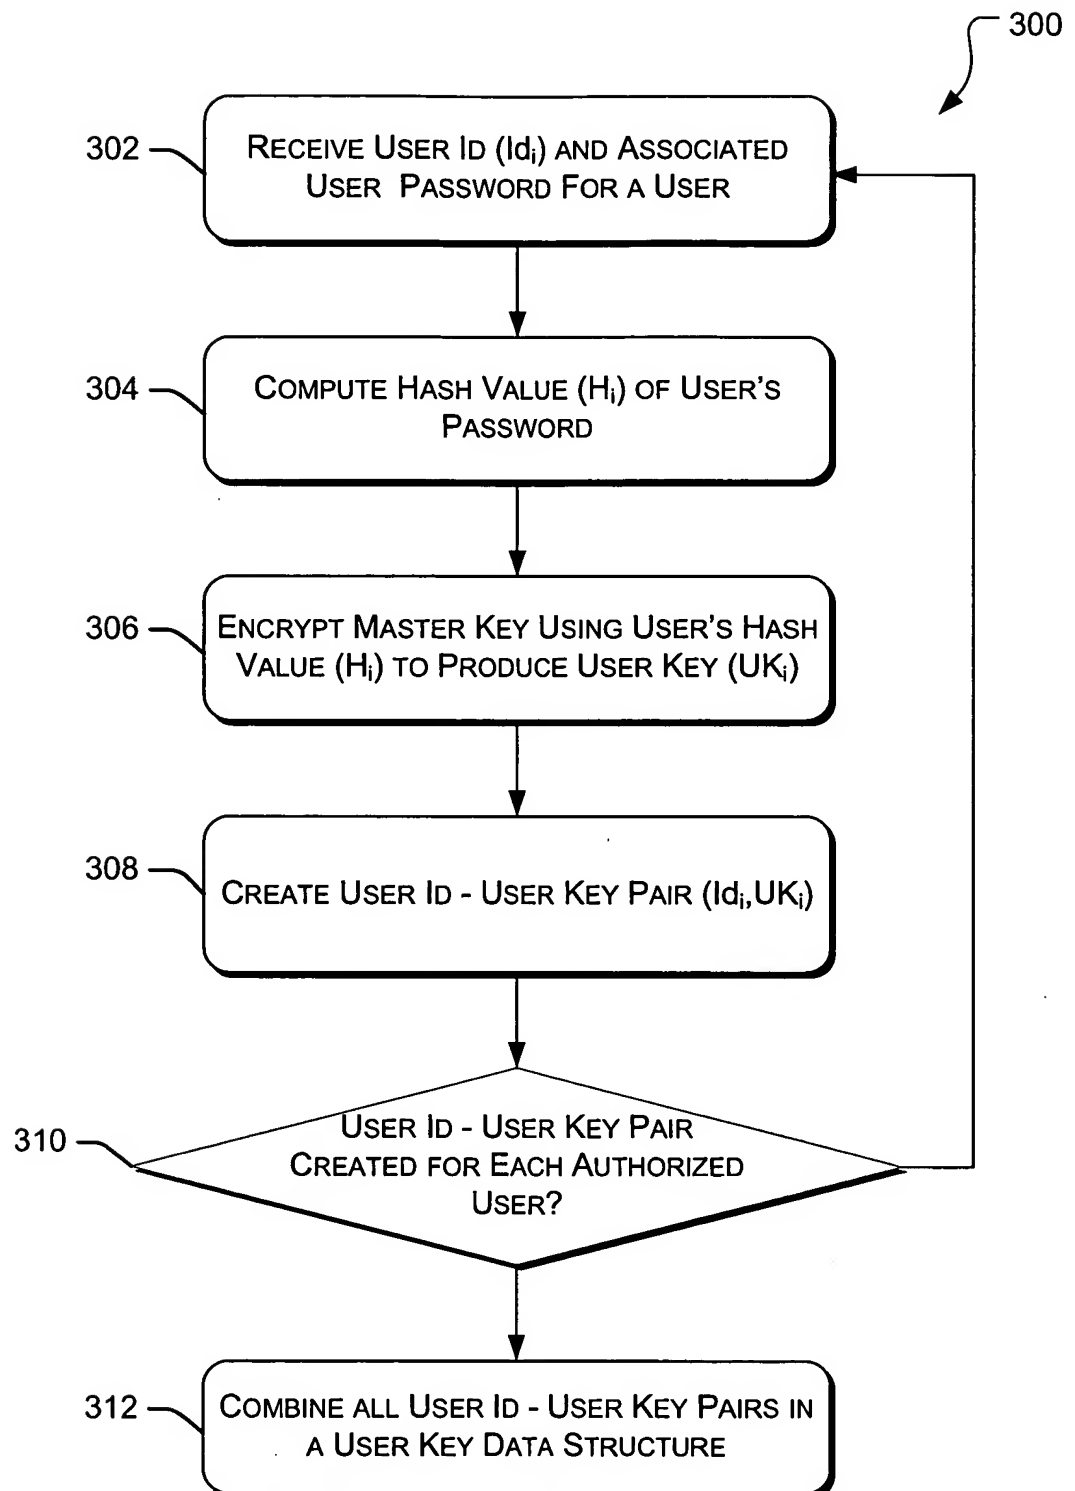 300
302
RECEIVE USER ID (Idi) AND ASSOCIATED
USER PASSWORD FOR A USER
304
COMPUTE HASH VALUE (Hi) OF USER'S
PASSWORD
306
ENCRYPT MASTER KEY USING USER'S HASH
VALUE (Hi) TO PRODUCE USER KEY (UKi)
308
CREATE USER ID - USER KEY PAIR (Idi,UKi)
310
USER ID - USER KEY PAIR
CREATED FOR EACH AUTHORIZED
USER?
312
COMBINE ALL USER ID - USER KEY PAIRS IN
A USER KEY DATA STRUCTURE